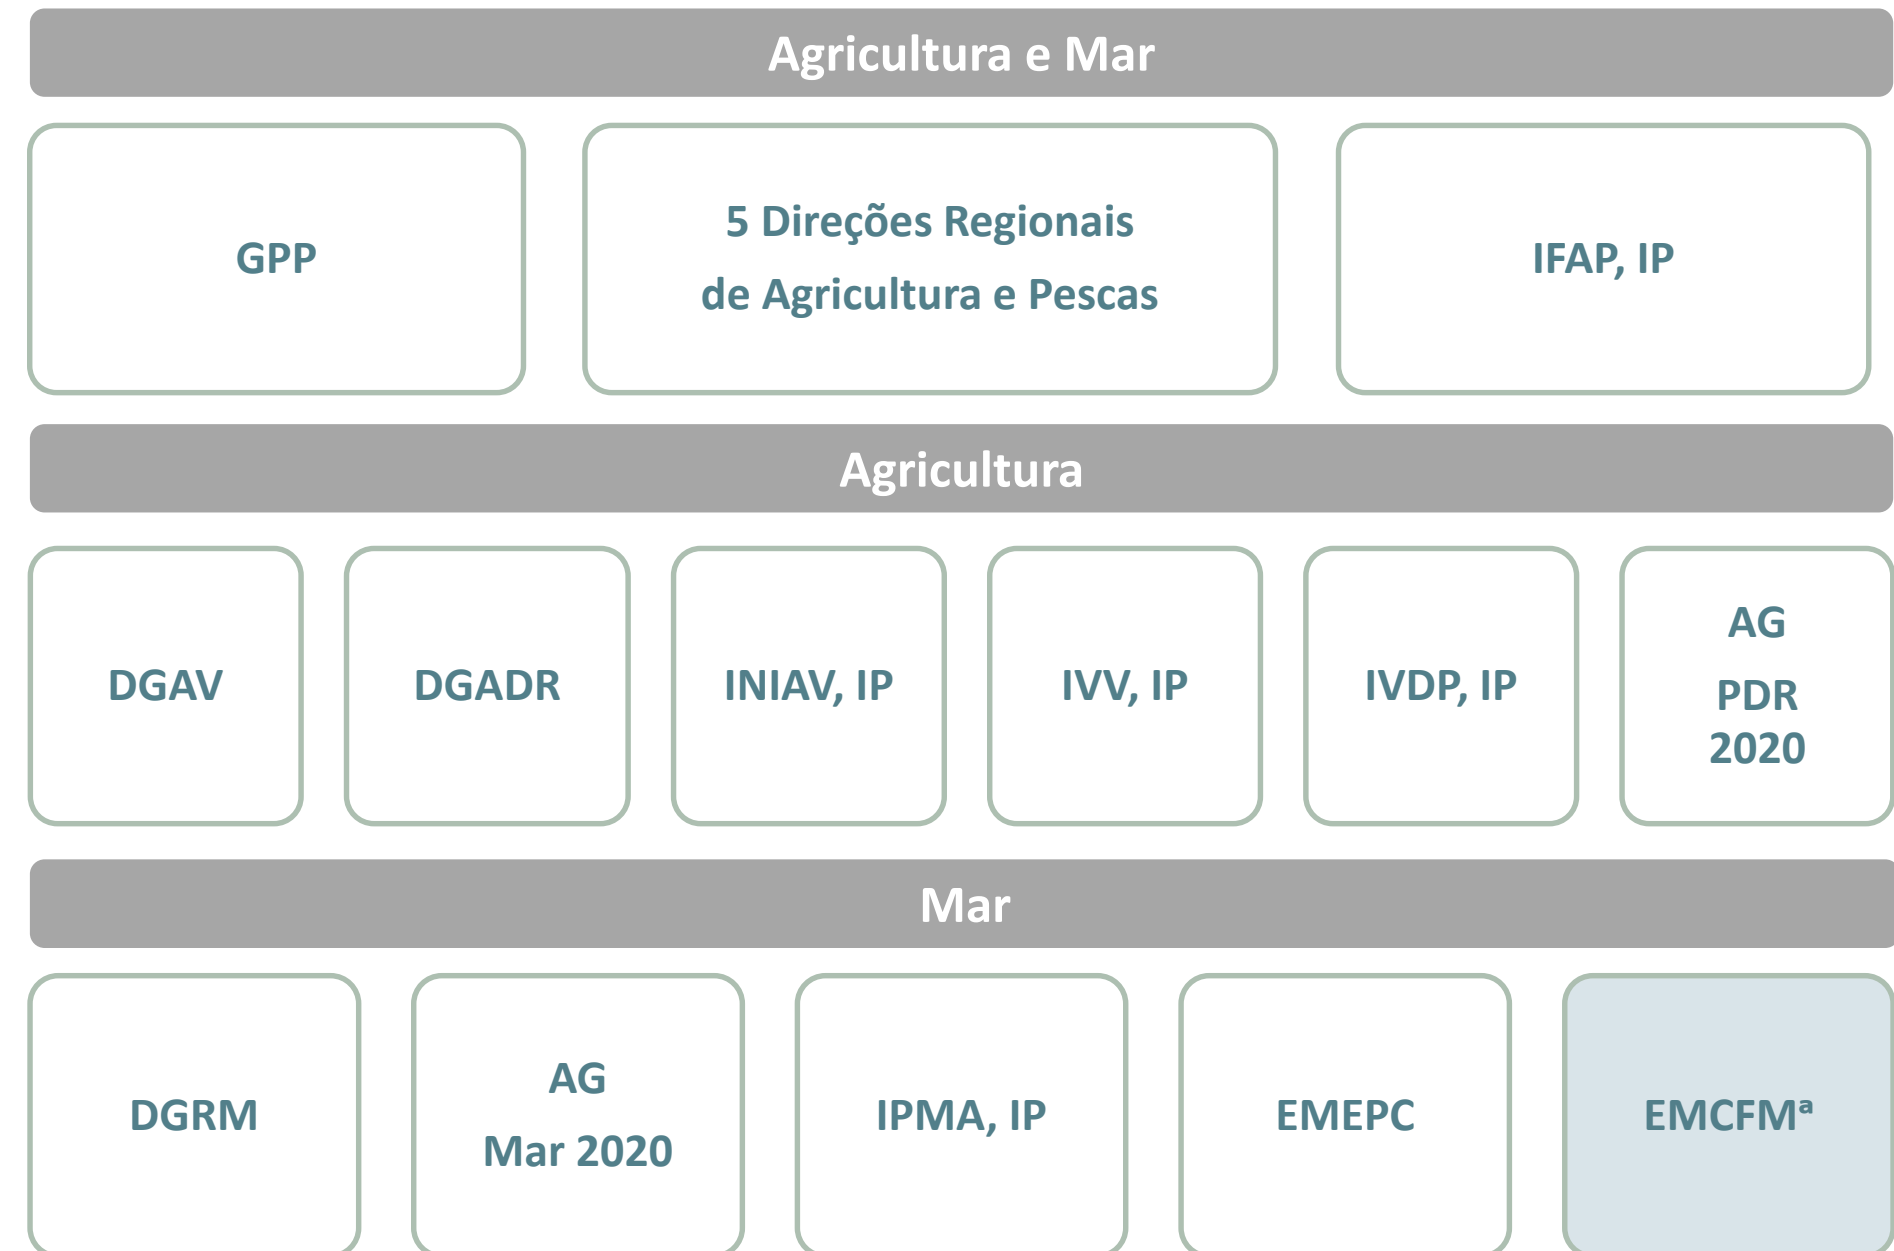 Agricultura e Mar
GPP
5 Direções Regionais
de Agricultura e Pescas
IFAP, IP
Agricultura
DGAV
DGADR
INIAV, IP
IVV, IP
IVDP, IP
AG
PDR
2020
Mar
DGRM
AG
Mar 2020
IPMA, IP
EMEPC
EMCFMª